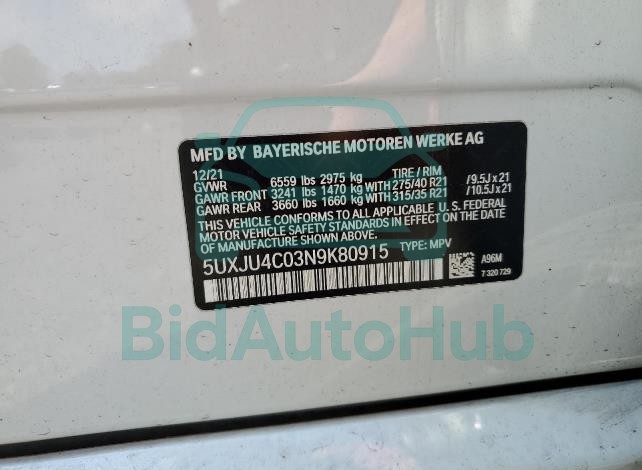 MFD BY BAYERISCHE MOTOREN WERKE AG
12/21
GVWR 6559 lbs 2975 kg TIRE / RIM
GAWR FRONT 3241 lbs 1470 kg WITH 275/40 R21 /9.5J x 21
GAWR REAR 3660 lbs 1660 kg WITH 315/35 R21 /10.5J x 21
THIS VEHICLE CONFORMS TO ALL APPLICABLE U. S. FEDERAL
MOTOR VEHICLE SAFETY STANDARDS IN EFFECT ON THE
DATE OF MANUFACTURE SHOWN ABOVE.
5UXJU4C03N9K80915 TYPE: MPV
A96M
7 320 729
BidAutoHub